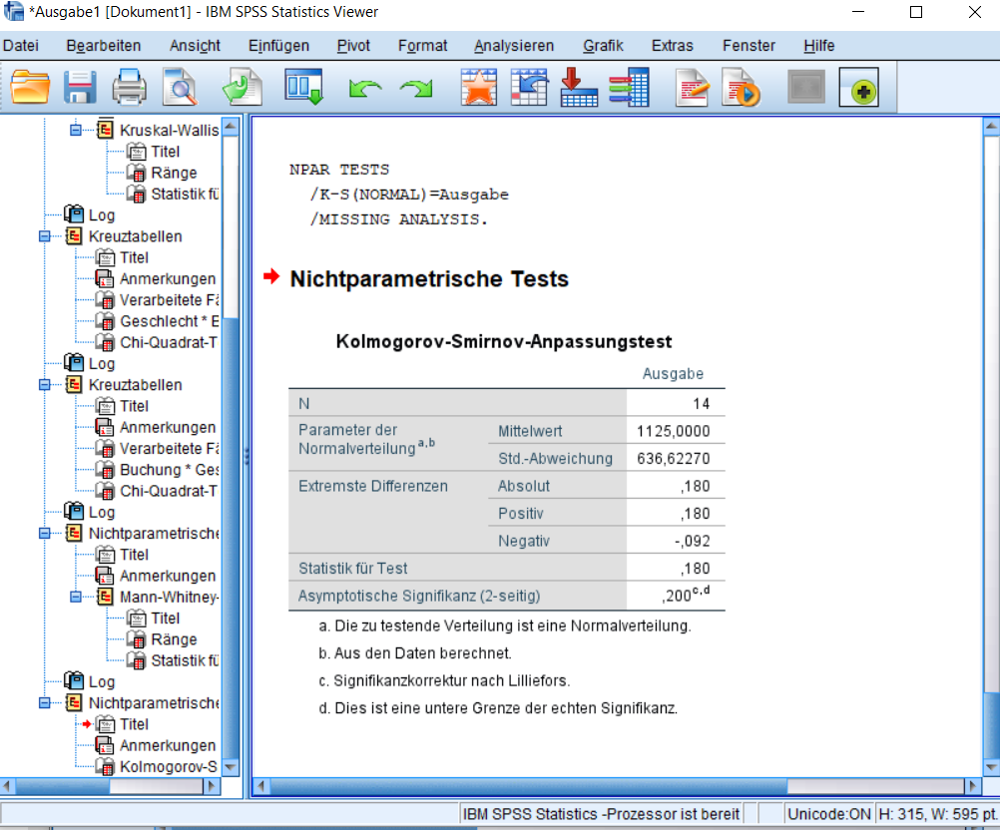 *Ausgabe1 [Dokument1] - IBM SPSS Statistics Viewer
Datei Bearbeiten Ansicht Einfügen Pivot Format Analysieren Grafik Extras Fenster Hilfe
Kruskal-Wallis
Titel
Ränge
Statistik fü
Log
Kreuztabellen
Titel
Anmerkungen
Verarbeitete Fä
Geschlecht * E
Chi-Quadrat-T
Log
Kreuztabellen
Titel
Anmerkungen
Verarbeitete Fä
Buchung * Ges
Chi-Quadrat-T
Log
Nichtparametrische
Titel
Anmerkungen
Mann-Whitney-
Titel
Ränge
Statistik fü
Log
Nichtparametrische
Titel
Anmerkungen
Kolmogorov-S
NPAR TESTS
/K-S(NORMAL)=Ausgabe
/MISSING ANALYSIS.
Nichtparametrische Tests
Kolmogorov-Smirnov-Anpassungstest
Ausgabe
N 14
Parameter der Normalverteilung a,b Mittelwert 1125,0000
Std.-Abweichung 636,62270
Extremste Differenzen Absolut ,180
Positiv ,180
Negativ -,092
Statistik für Test ,180
Asymptotische Signifikanz (2-seitig) ,200 c,d
a. Die zu testende Verteilung ist eine Normalverteilung.
b. Aus den Daten berechnet.
c. Signifikanzkorrektur nach Lilliefors.
d. Dies ist eine untere Grenze der echten Signifikanz.
IBM SPSS Statistics -Prozessor ist bereit Unicode:ON H: 315, W: 595 pt.